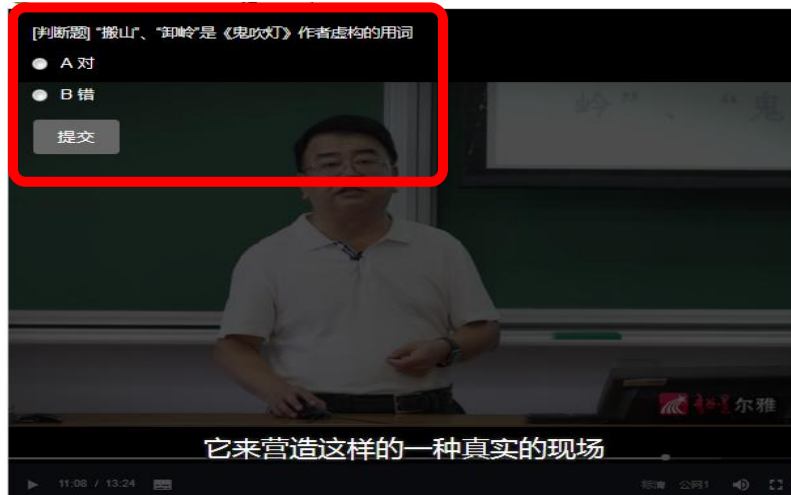 [判断题] “搬山”、“卸岭”是《鬼吹灯》作者虚构的用词
A 对
B 错
提交
岭”、“鬼
尔雅
它来营造这样的一种真实的现场
11:08 / 13:24
标清 公网1